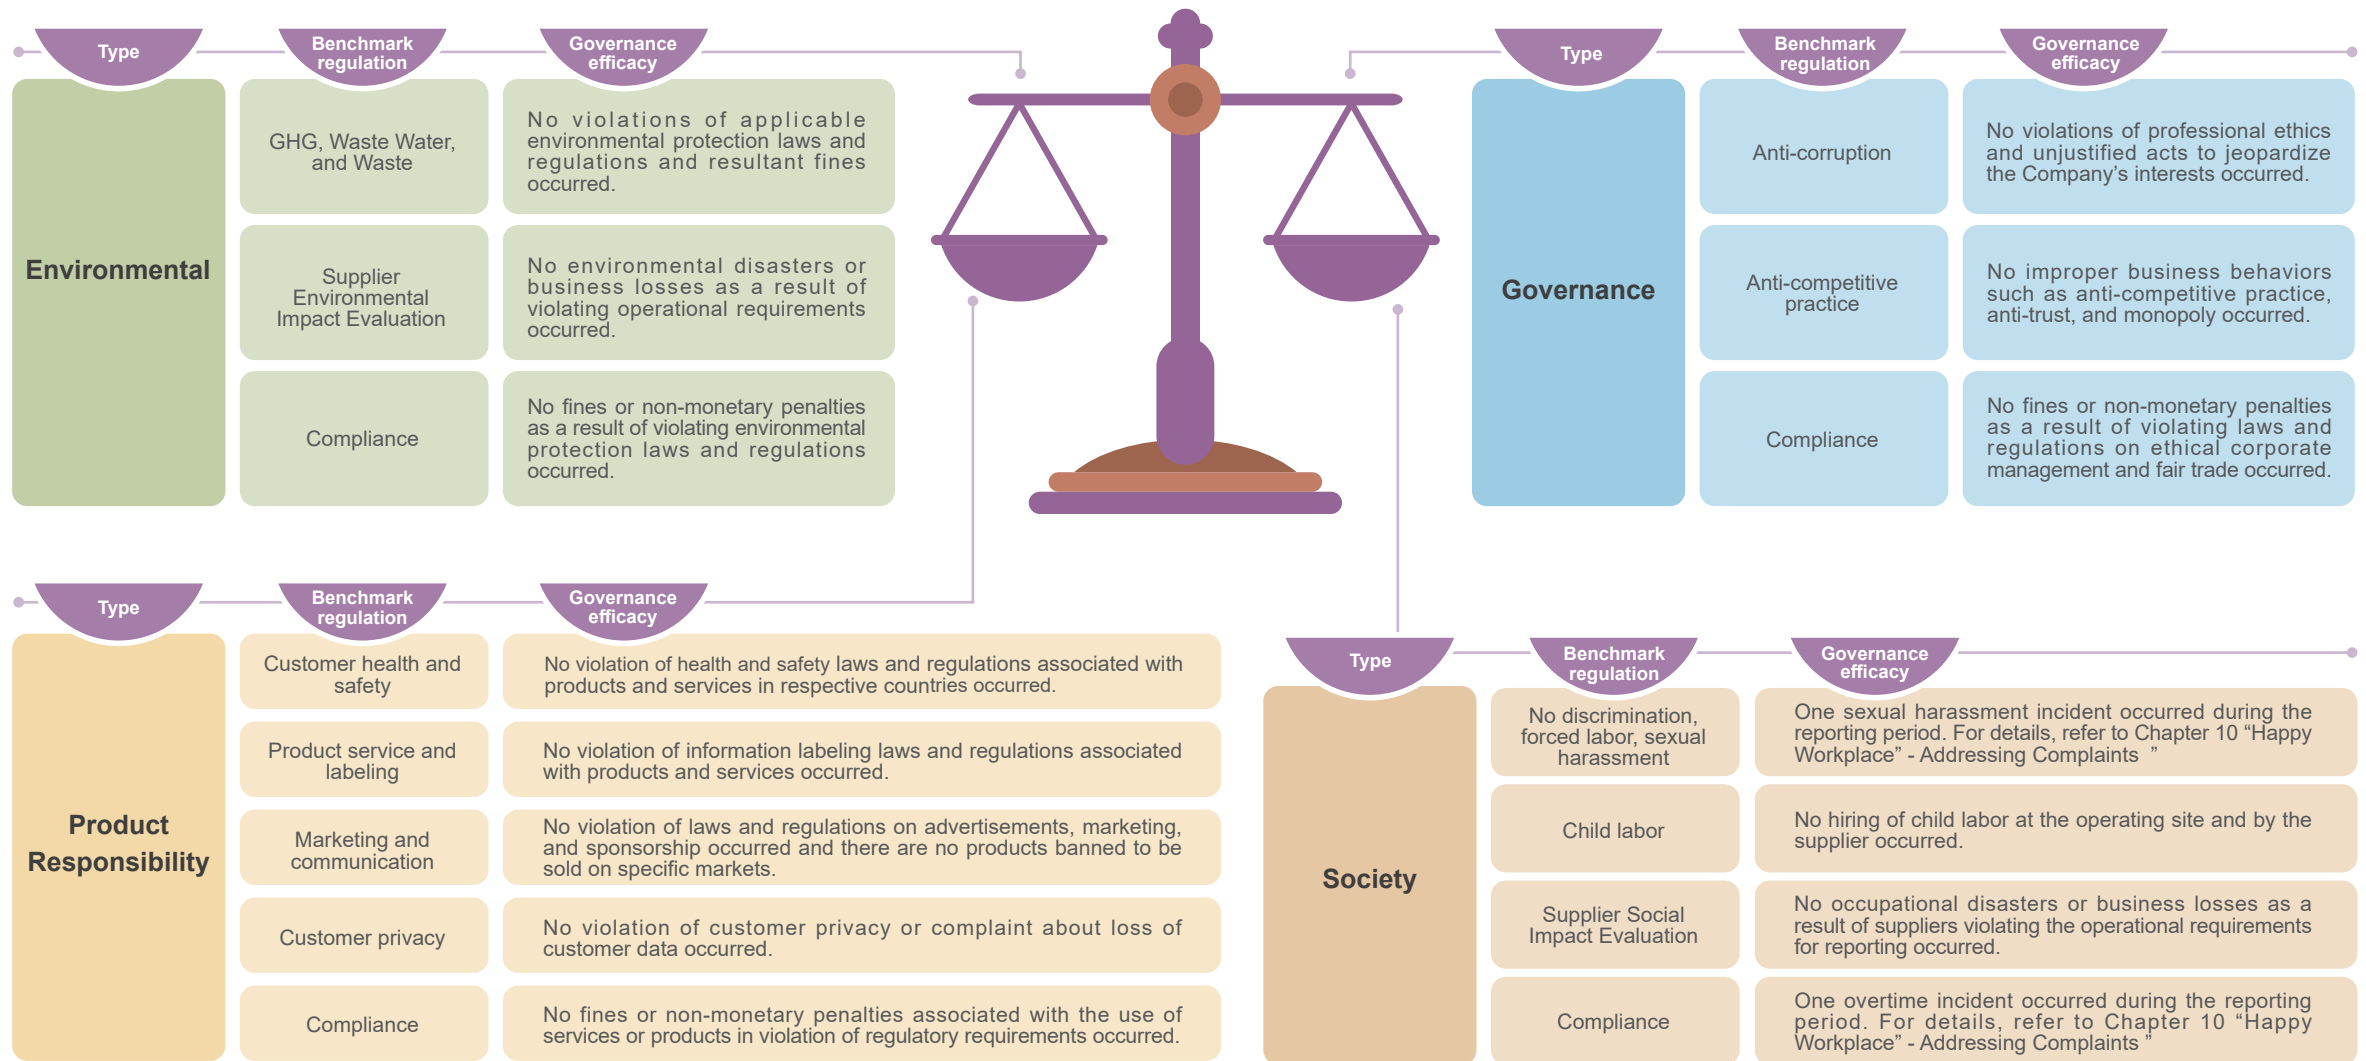 Type
Benchmark
regulation
Governance
efficacy
Environmental
GHG, Waste Water,
and Waste
No violations of applicable
environmental protection laws and
regulations and resultant fines
occurred.
Supplier
Environmental
Impact Evaluation
No environmental disasters or
business losses as a result of
violating operational requirements
occurred.
Compliance
No fines or non-monetary penalties
as a result of violating environmental
protection laws and regulations
occurred.
Type
Benchmark
regulation
Governance
efficacy
Governance
Anti-corruption
No violations of professional ethics
and unjustified acts to jeopardize
the Company’s interests occurred.
Anti-competitive
practice
No improper business behaviors
such as anti-competitive practice,
anti-trust, and monopoly occurred.
Compliance
No fines or non-monetary penalties
as a result of violating laws and
regulations on ethical corporate
management and fair trade occurred.
Type
Benchmark
regulation
Governance
efficacy
Product
Responsibility
Customer health and
safety
No violation of health and safety laws and regulations associated with
products and services in respective countries occurred.
Product service and
labeling
No violation of information labeling laws and regulations associated
with products and services occurred.
Marketing and
communication
No violation of laws and regulations on advertisements, marketing,
and sponsorship occurred and there are no products banned to be
sold on specific markets.
Customer privacy
No violation of customer privacy or complaint about loss of
customer data occurred.
Compliance
No fines or non-monetary penalties associated with the use of
services or products in violation of regulatory requirements occurred.
Type
Benchmark
regulation
Governance
efficacy
Society
No discrimination,
forced labor, sexual
harassment
One sexual harassment incident occurred during the
reporting period. For details, refer to Chapter 10 “Happy
Workplace” - Addressing Complaints ”
Child labor
No hiring of child labor at the operating site and by the
supplier occurred.
Supplier Social
Impact Evaluation
No occupational disasters or business losses as a
result of suppliers violating the operational requirements
for reporting occurred.
Compliance
One overtime incident occurred during the reporting
period. For details, refer to Chapter 10 “Happy
Workplace” - Addressing Complaints ”